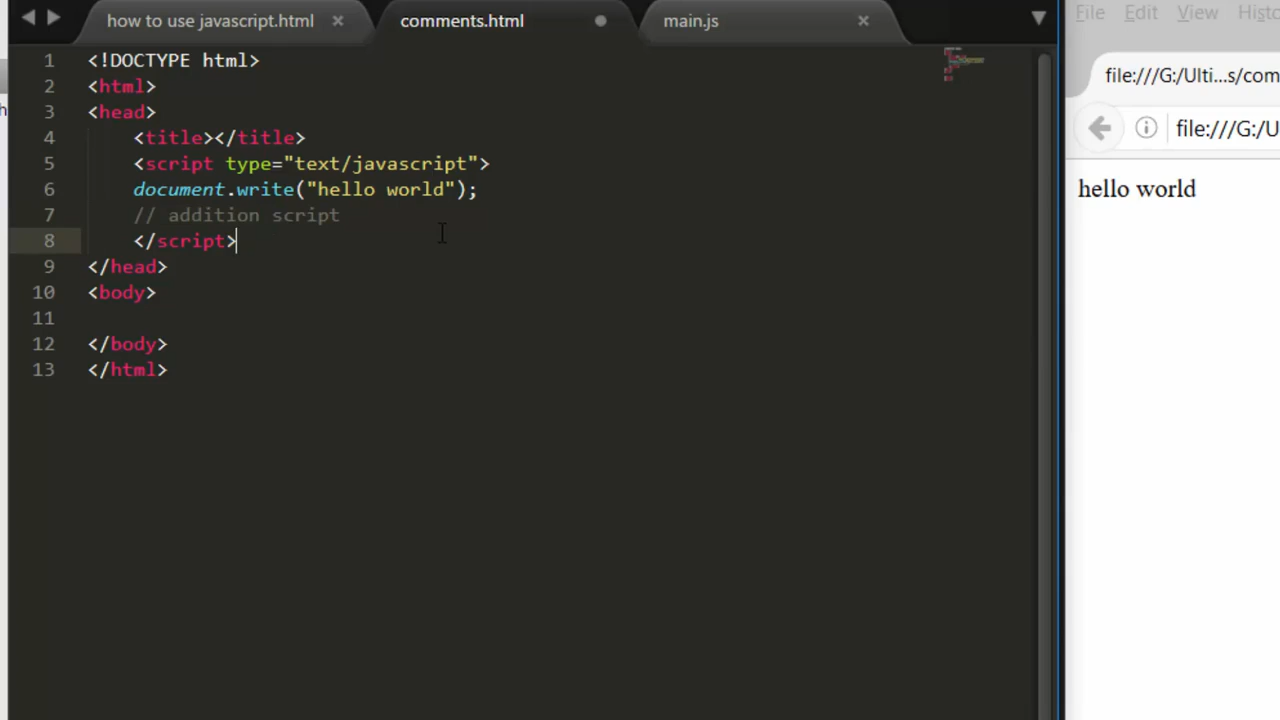 how to use javascript.html
comments.html
main.js
1 <!DOCTYPE html>
2 <html>
3 <head>
4 <title></title>
5 <script type="text/javascript">
6 document.write("hello world");
7 // addition script
8 </script>
9 </head>
10 <body>
11
12 </body>
13 </html>
File Edit View Histo
file:///G:/Ulti...s/com
file:///G:/U
hello world